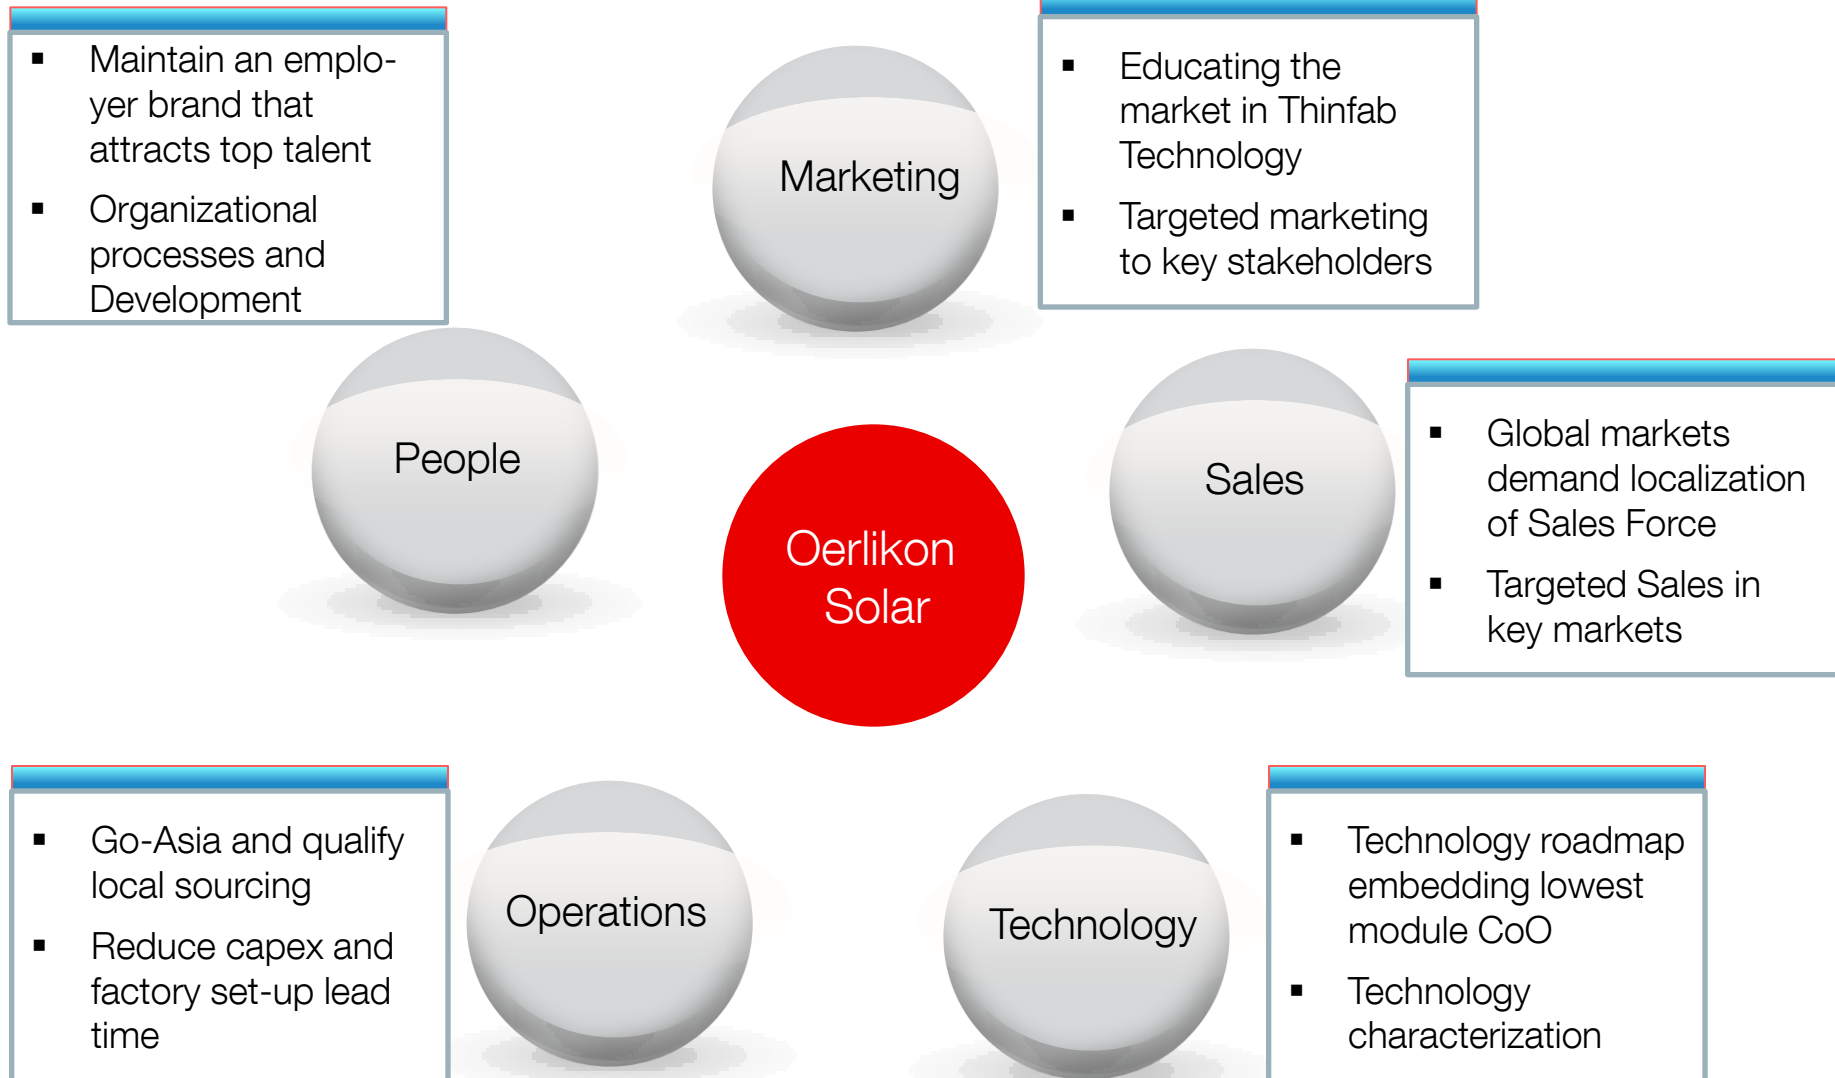 ▪ Maintain an emplo-
yer brand that
attracts top talent
▪ Organizational
processes and
Development
Marketing
▪ Educating the
market in Thinfab
Technology
▪ Targeted marketing
to key stakeholders
People
Oerlikon
Solar
Sales
▪ Global markets
demand localization
of Sales Force
▪ Targeted Sales in
key markets
▪ Go-Asia and qualify
local sourcing
▪ Reduce capex and
factory set-up lead
time
Operations
Technology
▪ Technology roadmap
embedding lowest
module CoO
▪ Technology
characterization